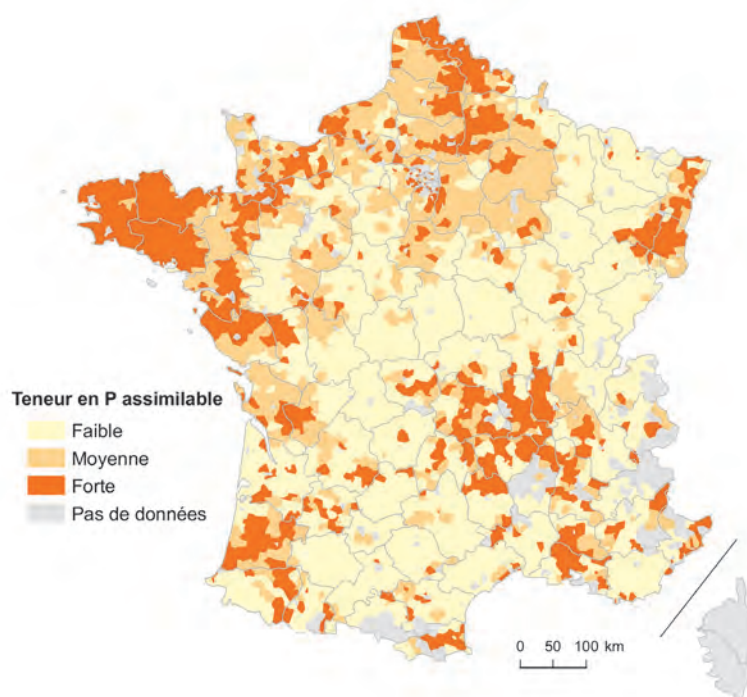 Teneur en P assimilable
Faible
Moyenne
Forte
Pas de données
0 50 100 km